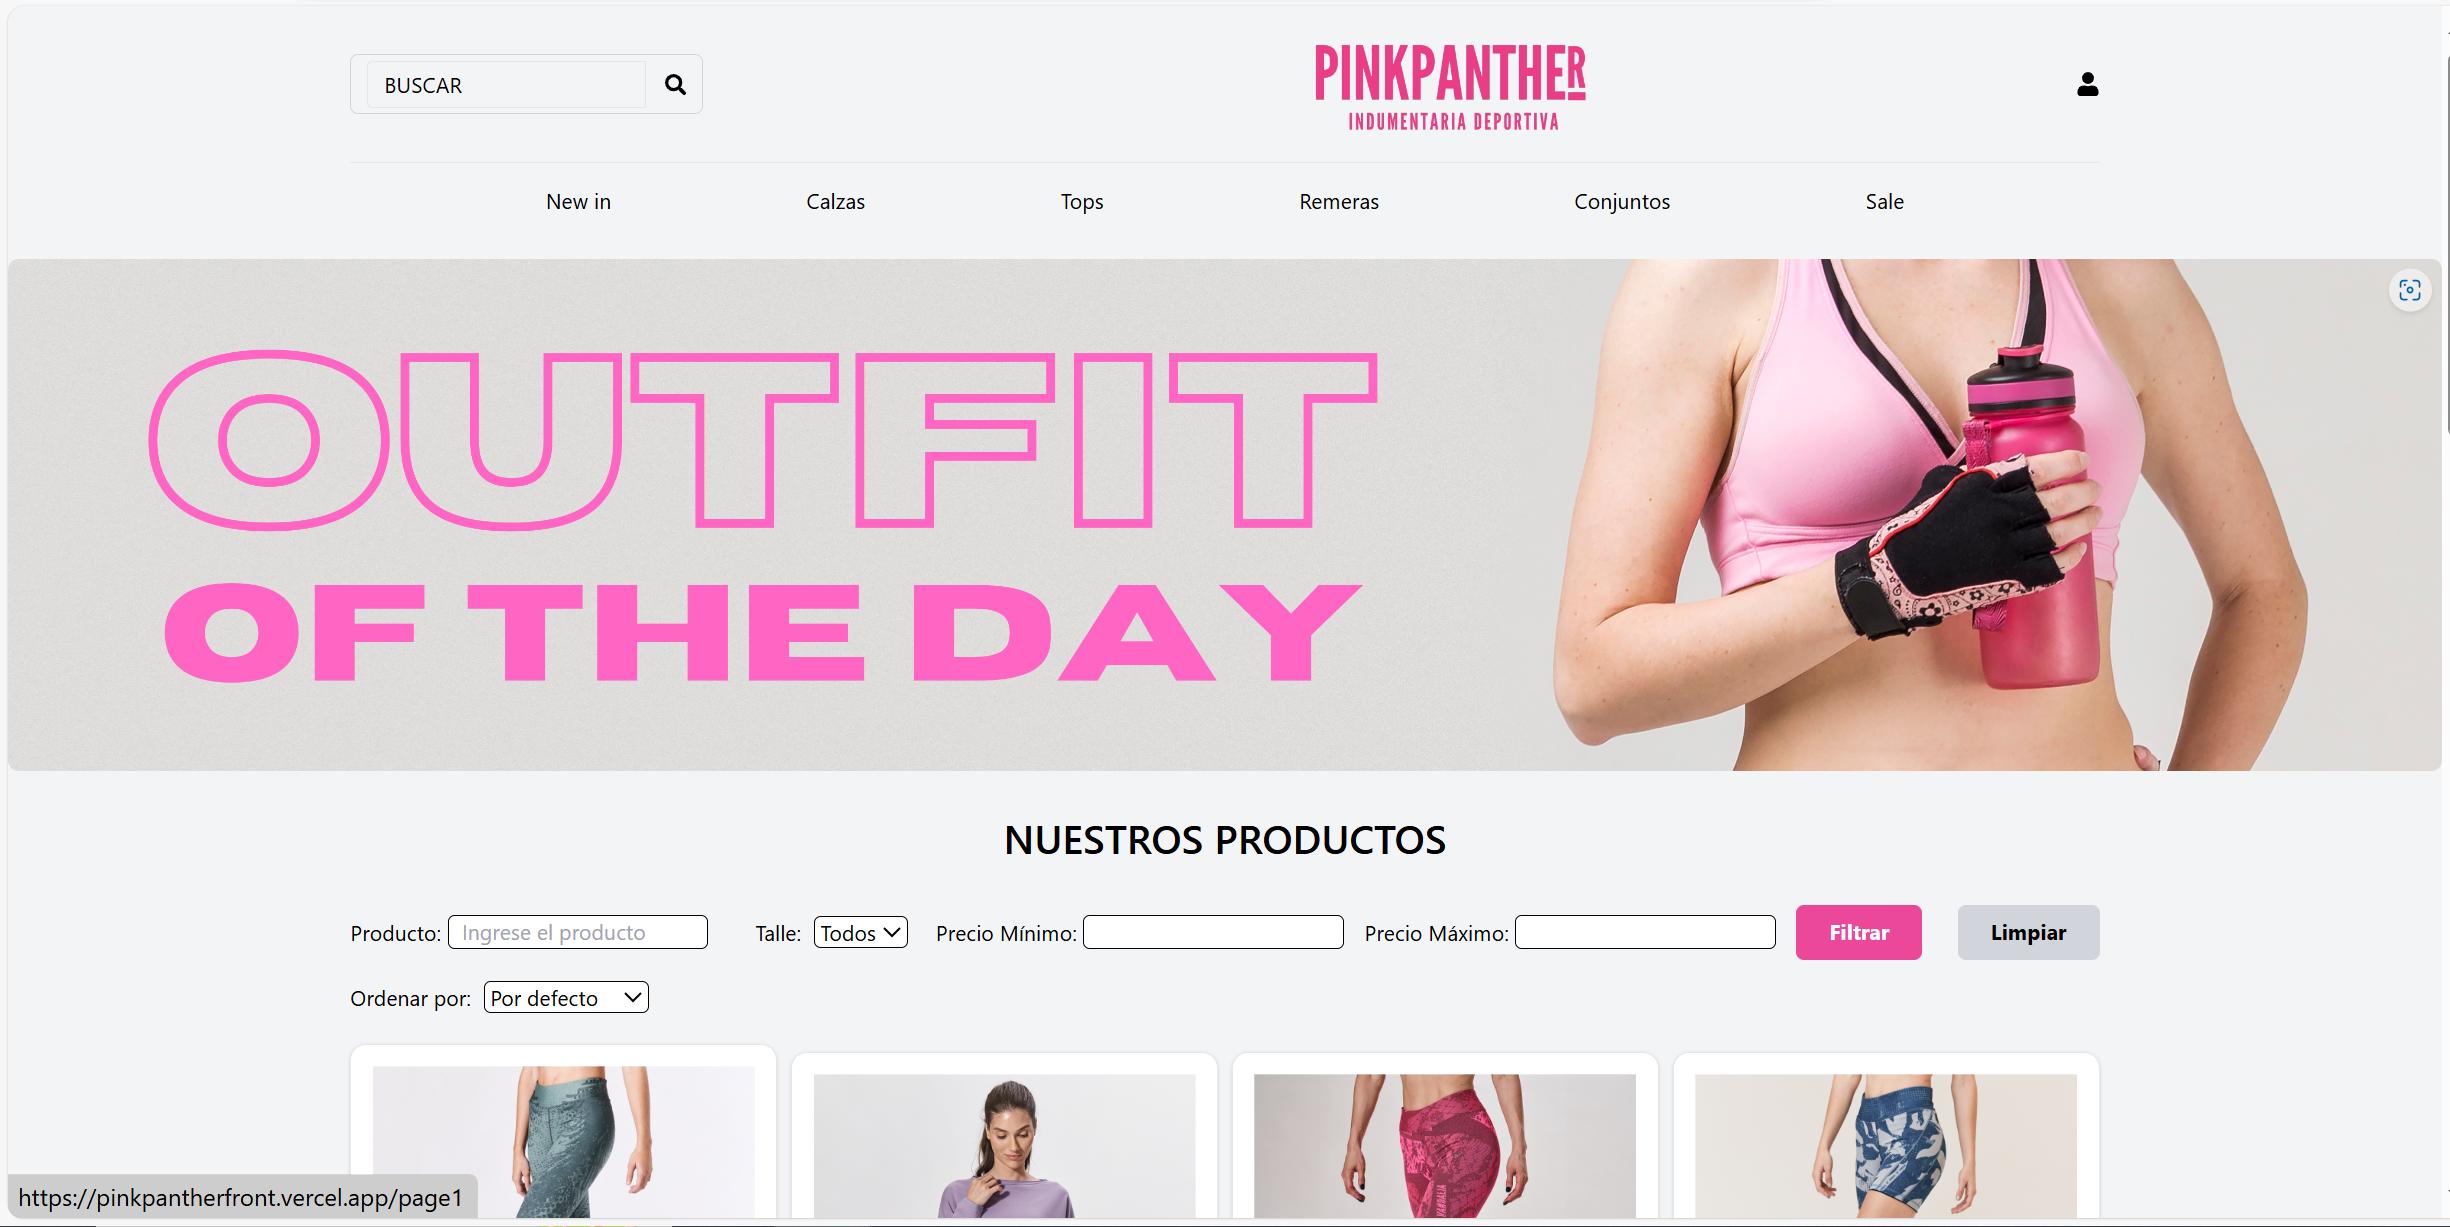 BUSCAR
PINKPANTHER
INDUMENTARIA DEPORTIVA
New in
Calzas
Tops
Remeras
Conjuntos
Sale
OUTFIT
OF THE DAY
NUESTROS PRODUCTOS
Producto: Ingrese el producto
Talle: Todos
Precio Mínimo:
Precio Máximo:
Filtrar
Limpiar
Ordenar por: Por defecto
VANDALIA
https://pinkpantherfront.vercel.app/page1